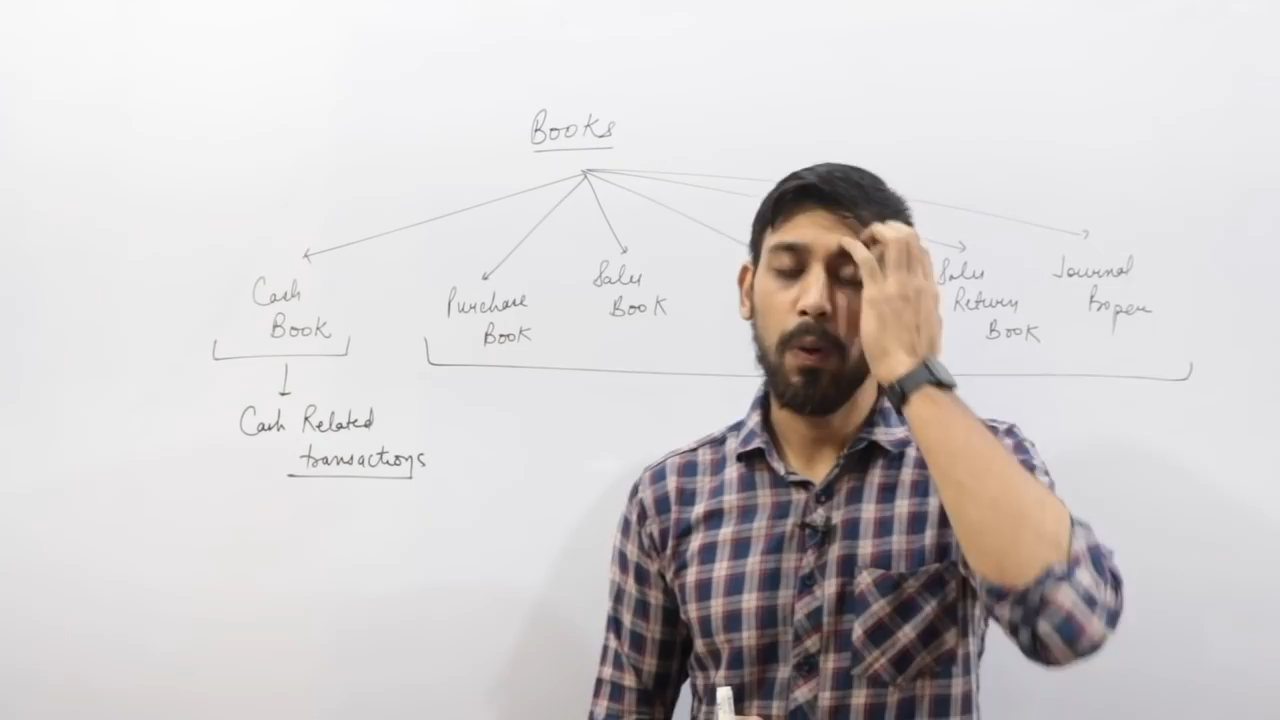 Books
Cash
Book
Purchase
Book
Sales
Book
Sales
Return
Book
Journal
Proper
Cash Related
transactions